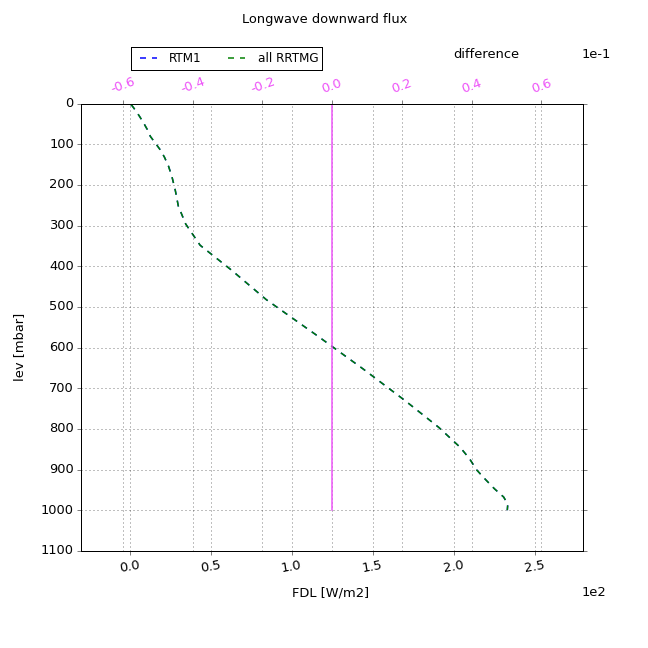 Longwave downward flux
RTM1 all RRTMG
difference 1e-1
-0.6 -0.4 -0.2 0.0 0.2 0.4 0.6
0
100
200
300
400
500
600
700
800
900
1000
1100
lev [mbar]
0.0 0.5 1.0 1.5 2.0 2.5
FDL [W/m2] 1e2